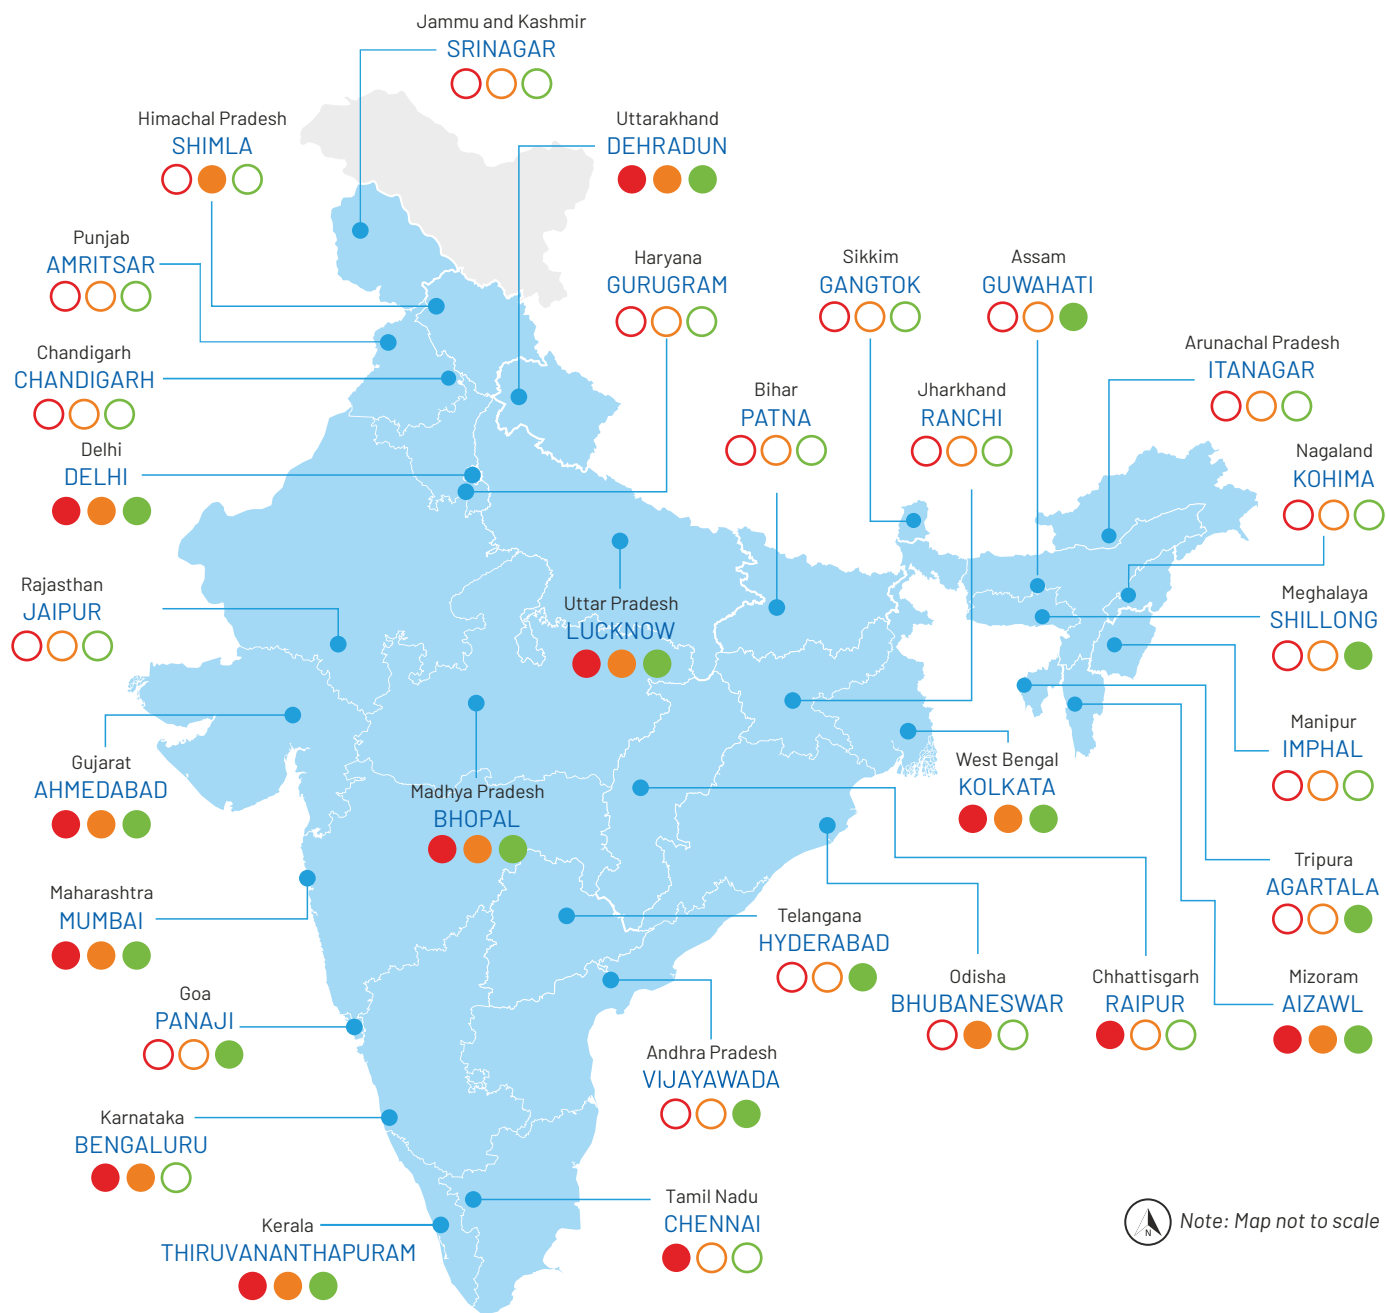 Jammu and Kashmir
SRINAGAR
Himachal Pradesh
SHIMLA
Uttarakhand
DEHRADUN
Punjab
AMRITSAR
Haryana
GURUGRAM
Sikkim
GANGTOK
Assam
GUWAHATI
Chandigarh
CHANDIGARH
Arunachal Pradesh
ITANAGAR
Bihar
PATNA
Jharkhand
RANCHI
Delhi
DELHI
Nagaland
KOHIMA
Rajasthan
JAIPUR
Uttar Pradesh
LUCKNOW
Meghalaya
SHILLONG
Manipur
IMPHAL
Gujarat
AHMEDABAD
Madhya Pradesh
BHOPAL
West Bengal
KOLKATA
Tripura
AGARTALA
Maharashtra
MUMBAI
Telangana
HYDERABAD
Odisha
BHUBANESWAR
Chhattisgarh
RAIPUR
Mizoram
AIZAWL
Goa
PANAJI
Andhra Pradesh
VIJAYAWADA
Karnataka
BENGALURU
Tamil Nadu
CHENNAI
Kerala
THIRUVANANTHAPURAM
N
Note: Map not to scale